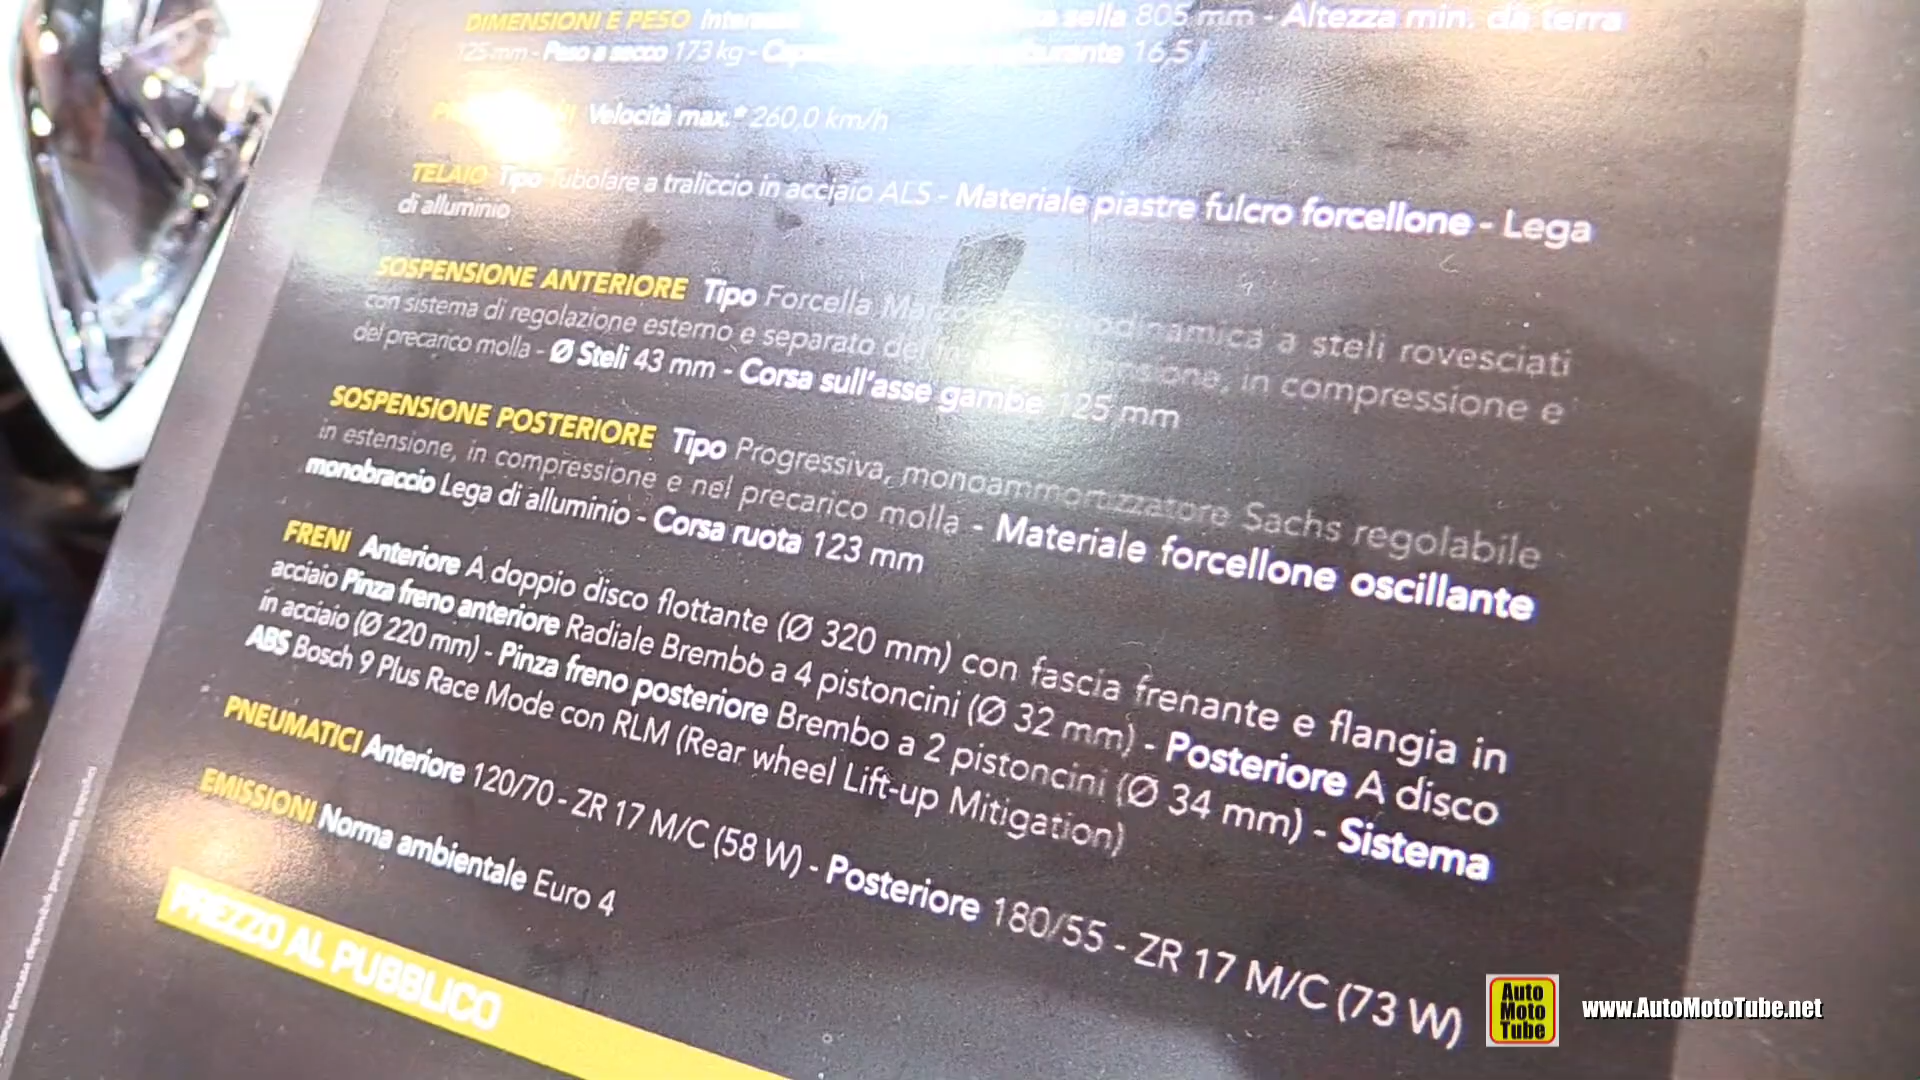 DIMENSIONI E PESO sella 805 mm - Altezza min. da terra
125 mm - Peso a secco 173 kg - 16,5 l
Velocità max.* 260,0 km/h
TELAIO Tipo Tubolare a traliccio in acciaio ALS - Materiale piastre fulcro forcellone - Lega
di alluminio
SOSPENSIONE ANTERIORE Tipo Forcella a steli rovesciati
con sistema di regolazione esterno e separato del in compressione e
del precarico molla - Ø Steli 43 mm - Corsa sull'asse gambe 125 mm
SOSPENSIONE POSTERIORE Tipo Progressiva, monoammortizzatore Sachs regolabile
in estensione, in compressione e nel precarico molla - Materiale forcellone oscillante
monobraccio Lega di alluminio - Corsa ruota 123 mm
FRENI Anteriore A doppio disco flottante (Ø 320 mm) con fascia frenante e flangia in
acciaio Pinza freno anteriore Radiale Brembo a 4 pistoncini (Ø 32 mm) - Posteriore A disco
in acciaio (Ø 220 mm) - Pinza freno posteriore Brembo a 2 pistoncini (Ø 34 mm) - Sistema
ABS Bosch 9 Plus Race Mode con RLM (Rear wheel Lift-up Mitigation)
PNEUMATICI Anteriore 120/70 - ZR 17 M/C (58 W) - Posteriore 180/55 - ZR 17 M/C (73 W)
EMISSIONI Norma ambientale Euro 4
PREZZO AL PUBBLICO
Auto
Moto
Tube
www.AutoMotoTube.net